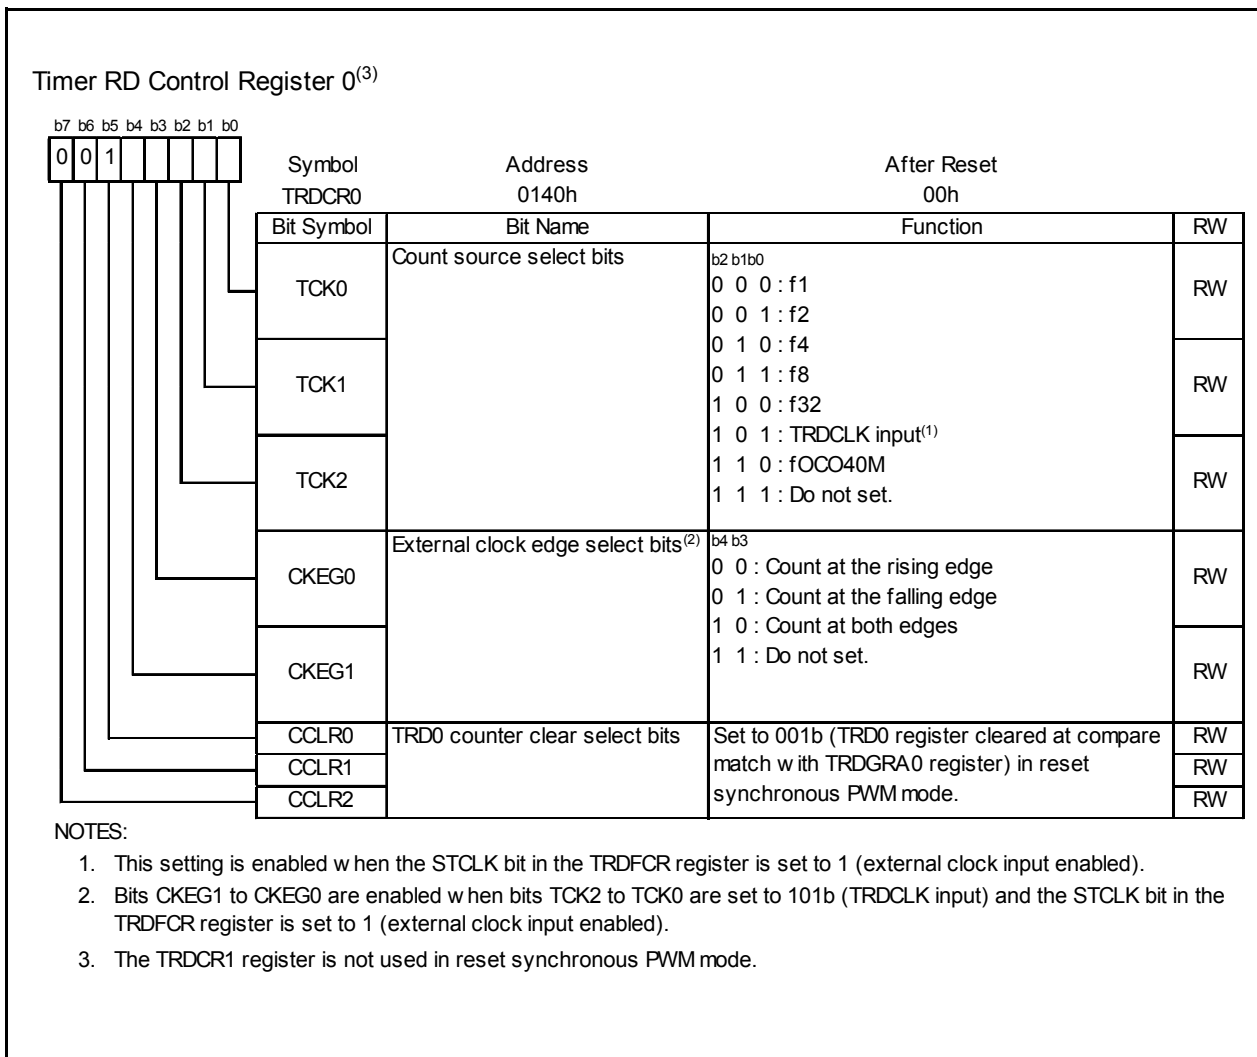 Timer RD Control Register 0(3)
b7 b6 b5 b4 b3 b2 b1 b0
0 0 1
Symbol Address After Reset
TRDCR0 0140h 00h
Bit Symbol Bit Name Function RW
TCK0 Count source select bits b2 b1b0 RW
0 0 0 : f1
0 0 1 : f2
0 1 0 : f4
TCK1 0 1 1 : f8 RW
1 0 0 : f32
1 0 1 : TRDCLK input(1)
TCK2 1 1 0 : fOCO40M RW
1 1 1 : Do not set.
CKEG0 External clock edge select bits(2) b4 b3 RW
0 0 : Count at the rising edge
0 1 : Count at the falling edge
1 0 : Count at both edges
CKEG1 1 1 : Do not set. RW
CCLR0 TRD0 counter clear select bits Set to 001b (TRD0 register cleared at compare RW
CCLR1 match with TRDGRA0 register) in reset RW
CCLR2 synchronous PWM mode. RW
NOTES:
1. This setting is enabled when the STCLK bit in the TRDFCR register is set to 1 (external clock input enabled).
2. Bits CKEG1 to CKEG0 are enabled when bits TCK2 to TCK0 are set to 101b (TRDCLK input) and the STCLK bit in the
TRDFCR register is set to 1 (external clock input enabled).
3. The TRDCR1 register is not used in reset synchronous PWM mode.